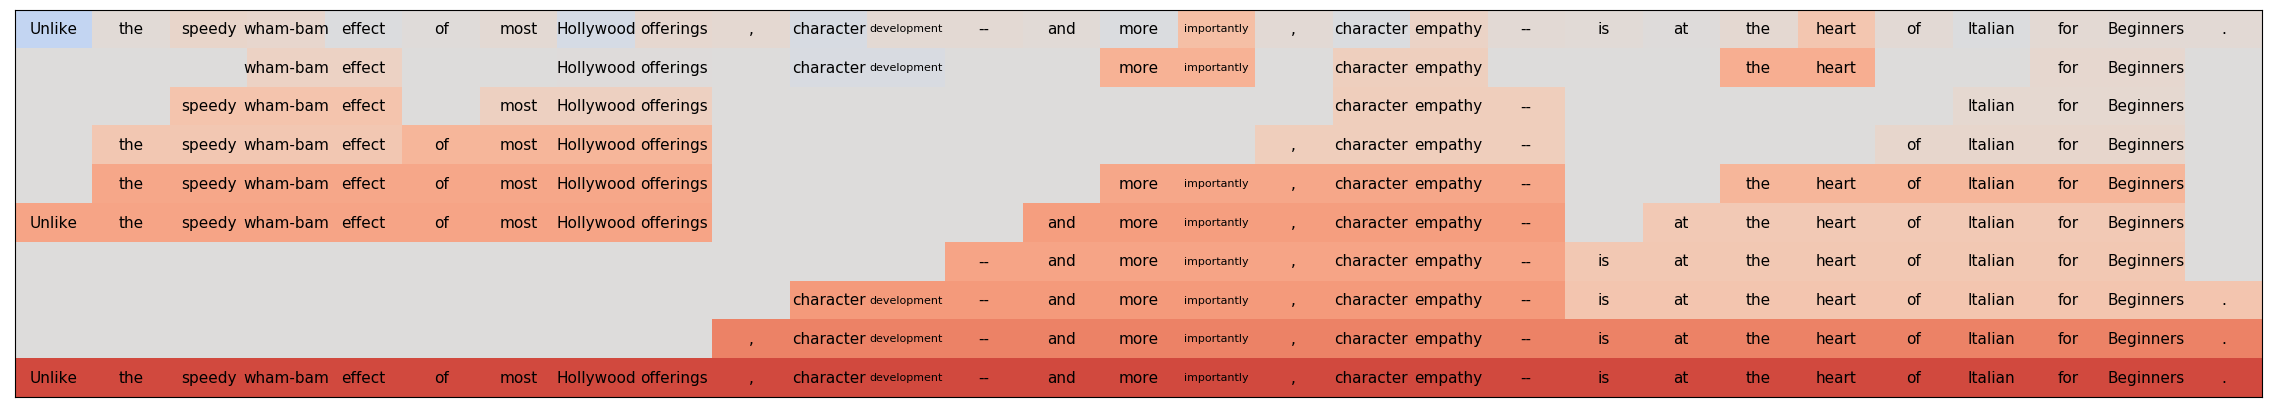 Unlike the speedy wham-bam effect of most Hollywood offerings , character development -- and more importantly , character empathy -- is at the heart of Italian for Beginners .
wham-bam effect Hollywood offerings character development more importantly character empathy the heart for Beginners
speedy wham-bam effect most Hollywood offerings character empathy -- Italian for Beginners
the speedy wham-bam effect of most Hollywood offerings , character empathy -- of Italian for Beginners
the speedy wham-bam effect of most Hollywood offerings more importantly , character empathy -- the heart of Italian for Beginners
Unlike the speedy wham-bam effect of most Hollywood offerings and more importantly , character empathy -- at the heart of Italian for Beginners
-- and more importantly , character empathy -- is at the heart of Italian for Beginners
character development -- and more importantly , character empathy -- is at the heart of Italian for Beginners .
, character development -- and more importantly , character empathy -- is at the heart of Italian for Beginners .
Unlike the speedy wham-bam effect of most Hollywood offerings , character development -- and more importantly , character empathy -- is at the heart of Italian for Beginners .